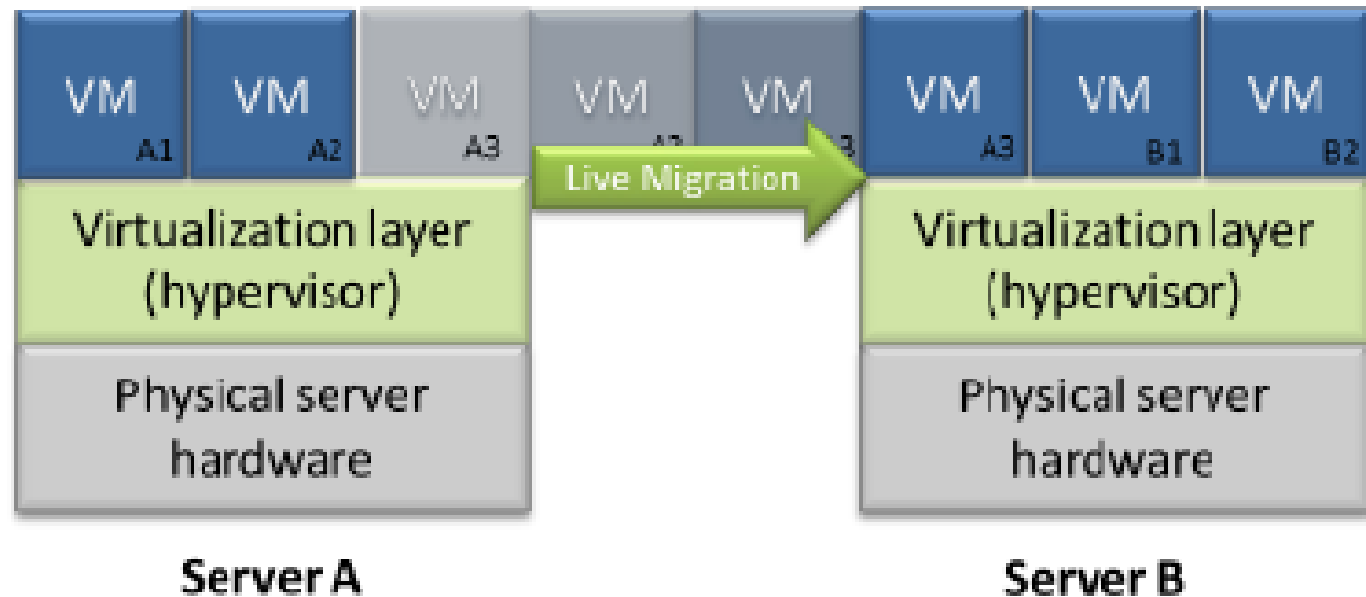 VM
A1
VM
A2
VM
A3
VM
VM
VM
A3
VM
B1
VM
B2
Live Migration
Virtualization layer
(hypervisor)
Virtualization layer
(hypervisor)
Physical server
hardware
Physical server
hardware
Server A
Server B